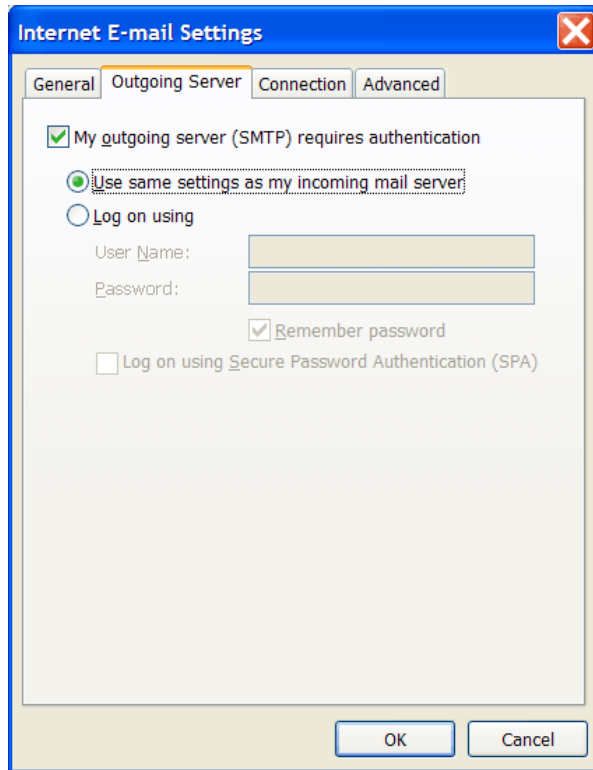 Internet E-mail Settings
General Outgoing Server Connection Advanced
My outgoing server (SMTP) requires authentication
Use same settings as my incoming mail server
Log on using
User Name:
Password:
Remember password
Log on using Secure Password Authentication (SPA)
OK Cancel